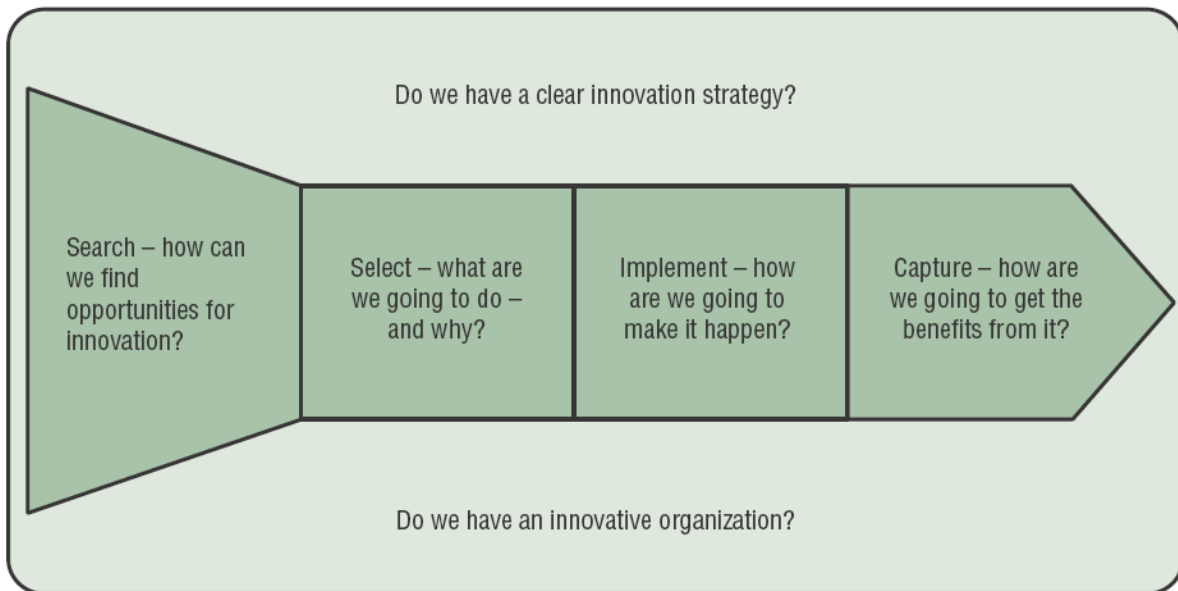 Do we have a clear innovation strategy?
Search – how can
we find
opportunities for
innovation?
Select – what are
we going to do –
and why?
Implement – how
are we going to
make it happen?
Capture – how are
we going to get the
benefits from it?
Do we have an innovative organization?